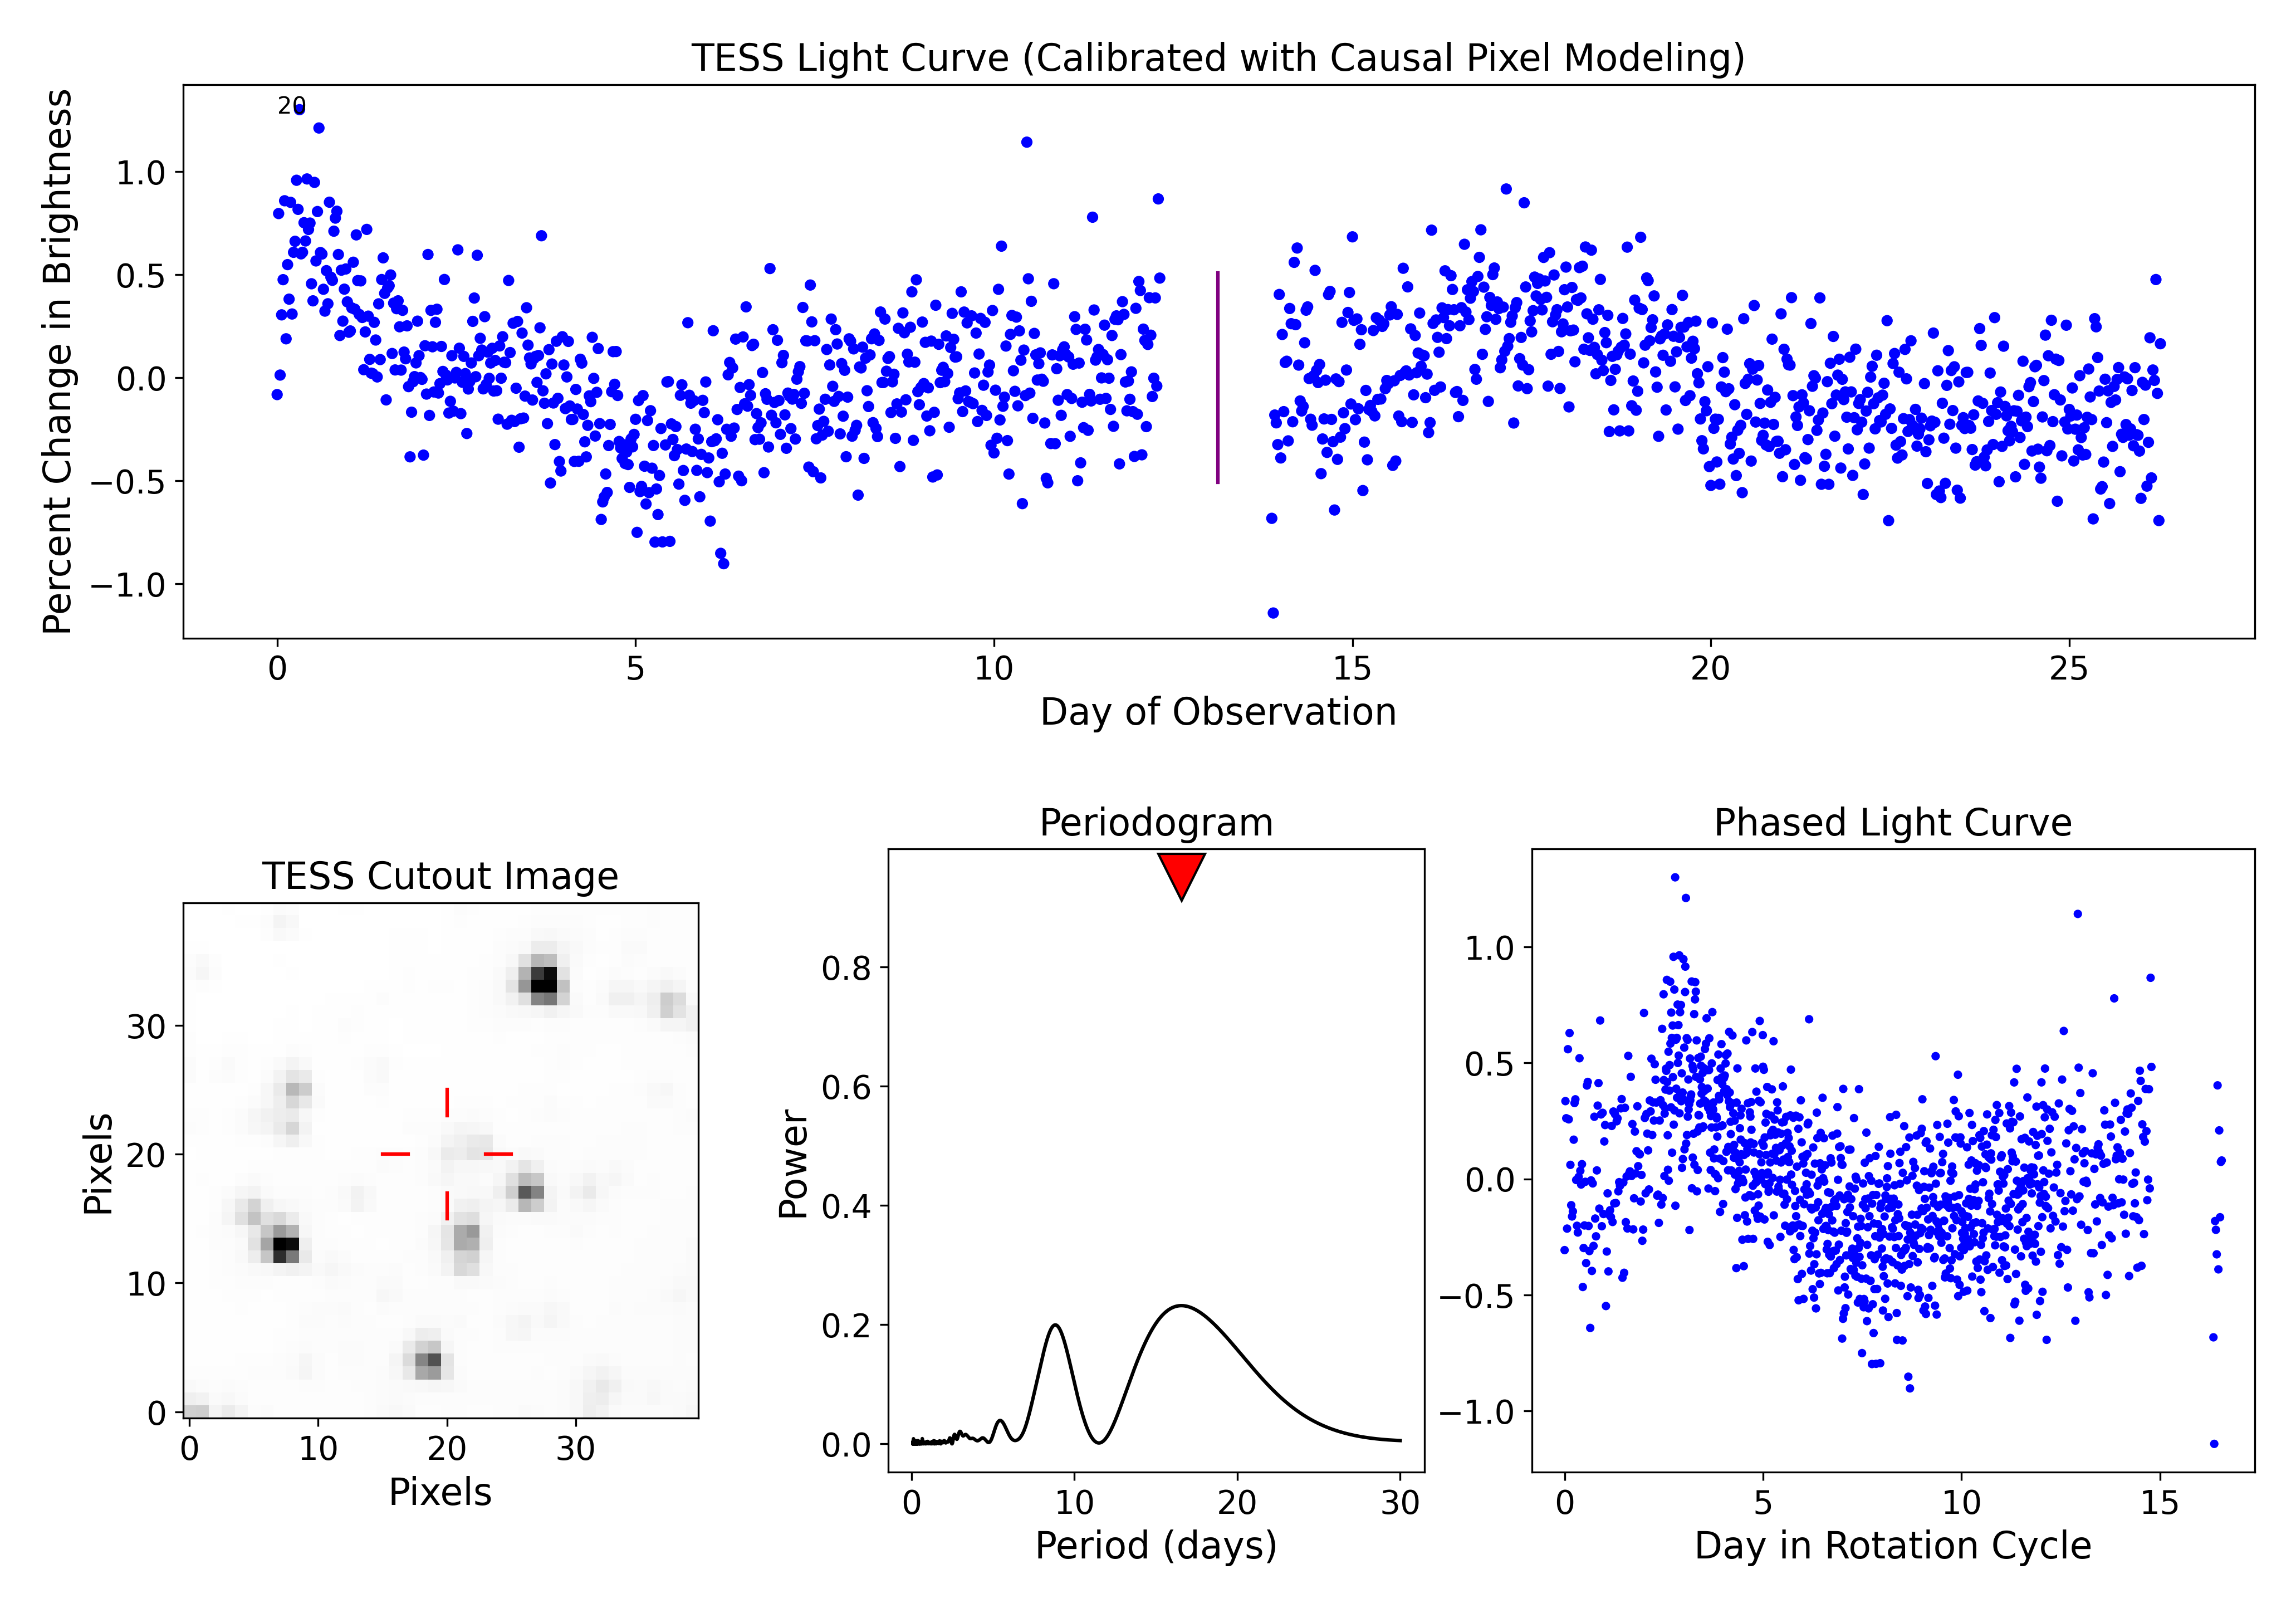 TESS Light Curve (Calibrated with Causal Pixel Modeling)
Percent Change in Brightness
20
1.0
0.5
0.0
−0.5
−1.0
0 5 10 15 20 25
Day of Observation
TESS Cutout Image
Pixels
30
20
10
0
0 10 20 30
Pixels
Periodogram
Power
0.8
0.6
0.4
0.2
0.0
0 10 20 30
Period (days)
Phased Light Curve
1.0
0.5
0.0
−0.5
−1.0
0 5 10 15
Day in Rotation Cycle